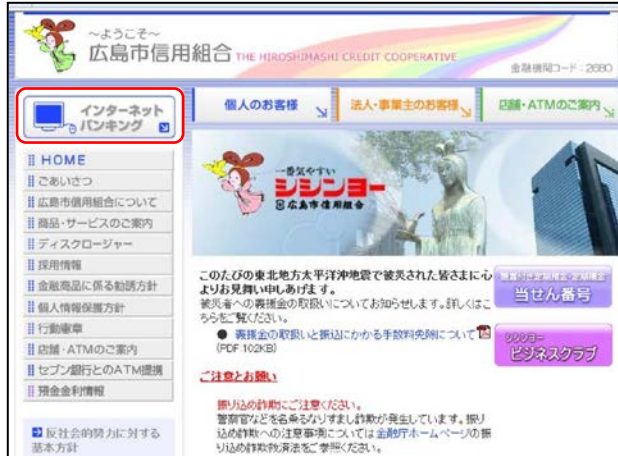 ～ようこそ～
広島市信用組合 THE HIROSHIMASHI CREDIT COOPERATIVE
金融機関コード：2680
インターネット
バンキング
個人のお客様
法人・事業主のお客様
店舗・ATMのご案内
HOME
ごあいさつ
広島市信用組合について
商品・サービスのご案内
ディスクロージャー
採用情報
金融商品に係る勧誘方針
個人情報保護方針
行動憲章
店舗・ATMのご案内
セブン銀行とのATM提携
預金金利情報
反社会的勢力に対する
基本方針
一番気やすい
シシンヨー
広島市信用組合
このたびの東北地方太平洋沖地震で被災された皆さまに心
よりお見舞い申しあげます。
被災者への義援金の取扱いについてお知らせします。詳しくはこ
ちらをご覧ください。
● 義援金の取扱いと振込にかかる手数料免除について
(PDF 102KB)
ご注意とお願い
振り込め詐欺にご注意ください。
警察官などを名乗るなりすまし詐欺が発生しています。振り
込め詐欺への注意事項については金融庁ホームページの振
り込め詐欺救済法をご参照ください。
懸賞付き定期積金・定期預金
当せん番号
シシンヨー
ビジネスクラブ